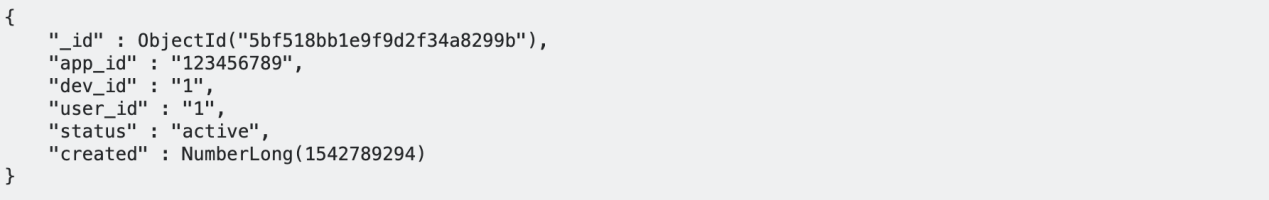 {
    "_id" : ObjectId("5bf518bb1e9f9d2f34a8299b"),
    "app_id" : "123456789",
    "dev_id" : "1",
    "user_id" : "1",
    "status" : "active",
    "created" : NumberLong(1542789294)
}